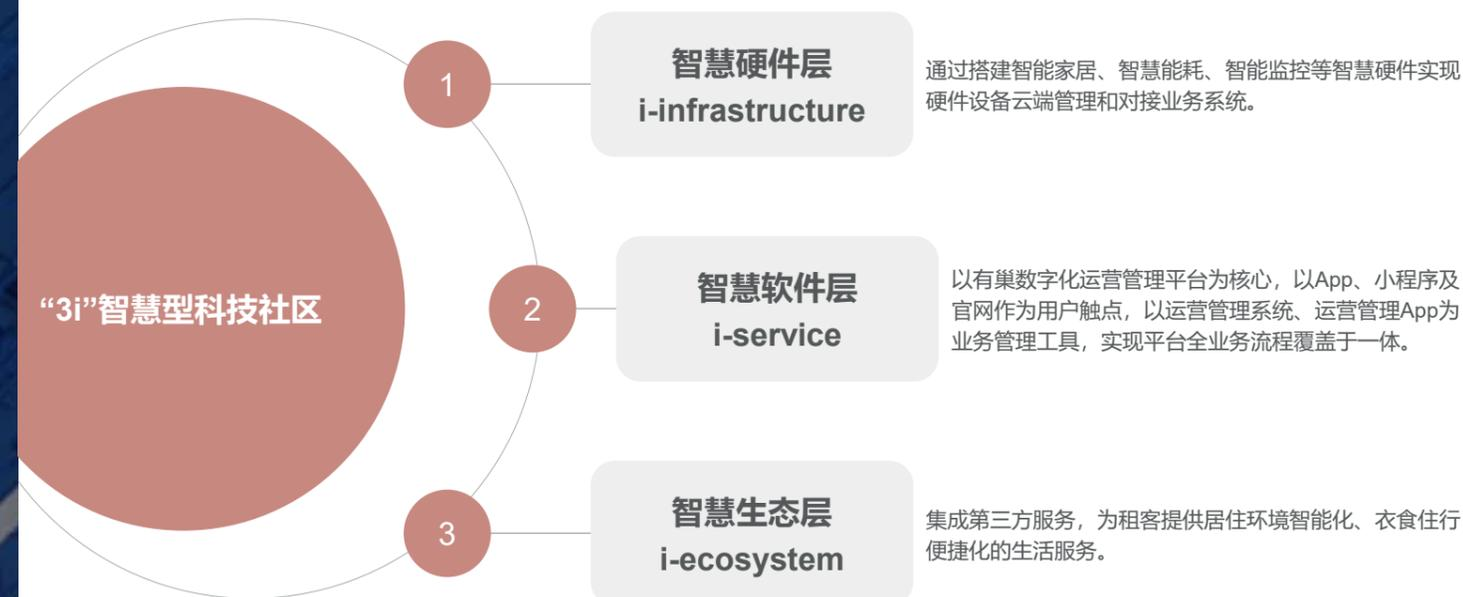 “3i”智慧型科技社区
1
智慧硬件层
i-infrastructure
通过搭建智能家居、智慧能耗、智能监控等智慧硬件实现
硬件设备云端管理和对接业务系统。
2
智慧软件层
i-service
以有巢数字化运营管理平台为核心，以App、小程序及
官网作为用户触点，以运营管理系统、运营管理App为
业务管理工具，实现平台全业务流程覆盖于一体。
3
智慧生态层
i-ecosystem
集成第三方服务，为租客提供居住环境智能化、衣食住行
便捷化的生活服务。